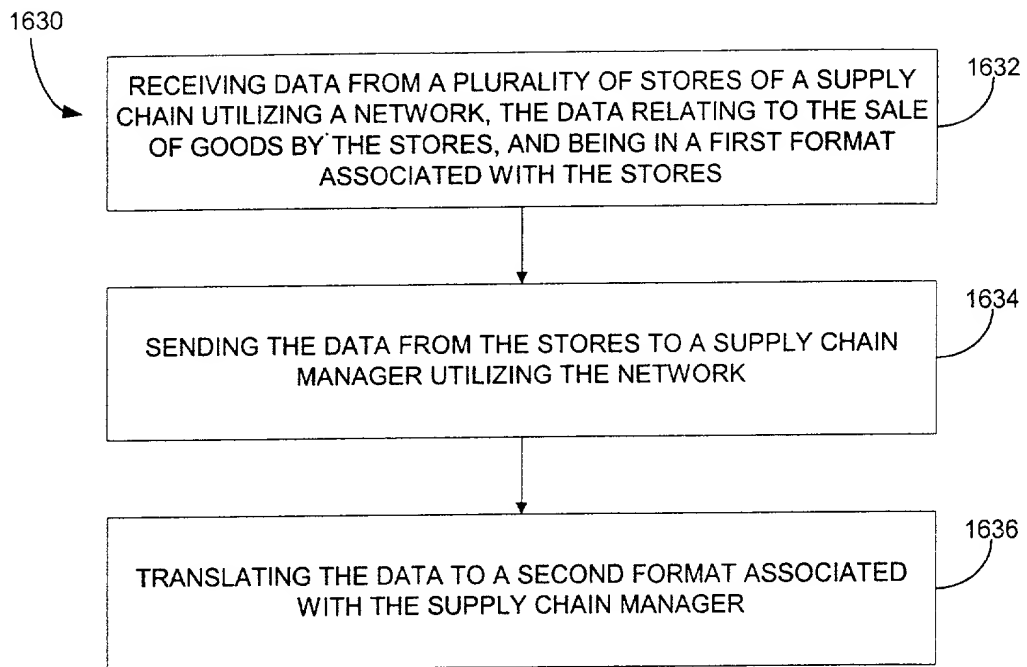 1630
RECEIVING DATA FROM A PLURALITY OF STORES OF A SUPPLY
CHAIN UTILIZING A NETWORK, THE DATA RELATING TO THE SALE
OF GOODS BY THE STORES, AND BEING IN A FIRST FORMAT
ASSOCIATED WITH THE STORES
1632
SENDING THE DATA FROM THE STORES TO A SUPPLY CHAIN
MANAGER UTILIZING THE NETWORK
1634
TRANSLATING THE DATA TO A SECOND FORMAT ASSOCIATED
WITH THE SUPPLY CHAIN MANAGER
1636